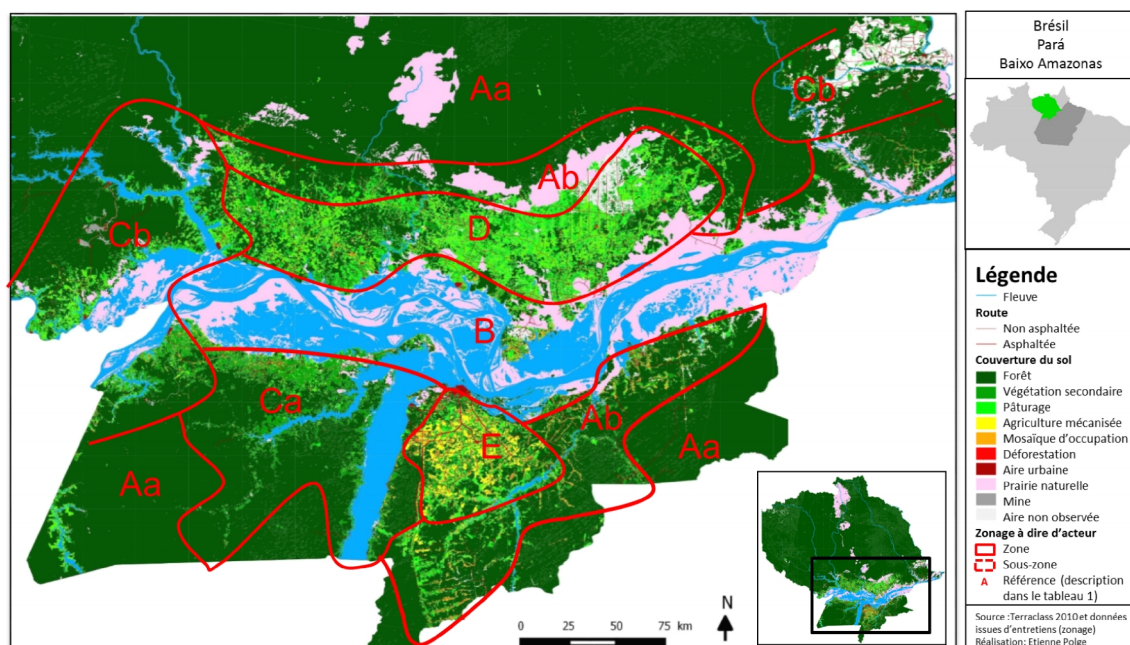 Aa
Cb
Ab
Cb
D
B
Ca
Ab
E
Aa
Aa
0 25 50 75 km
N
Brésil
Pará
Baixo Amazonas
Légende
Fleuve
Route
Non asphaltée
Asphaltée
Couverture du sol
Forêt
Végétation secondaire
Pâturage
Agriculture mécanisée
Mosaïque d'occupation
Déforestation
Aire urbaine
Prairie naturelle
Mine
Aire non observée
Zonage à dire d'acteur
Zone
Sous-zone
A Référence (description
dans le tableau 1)
Source : Terraclass 2010 et données
issues d'entretiens (zonage)
Réalisation : Etienne Polge